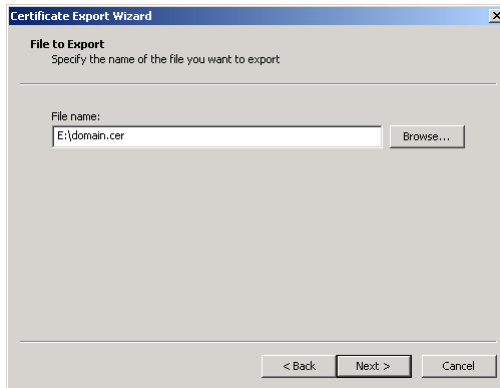 Certificate Export Wizard
File to Export
Specify the name of the file you want to export
File name:
E:\domain.cer
Browse...
< Back
Next >
Cancel